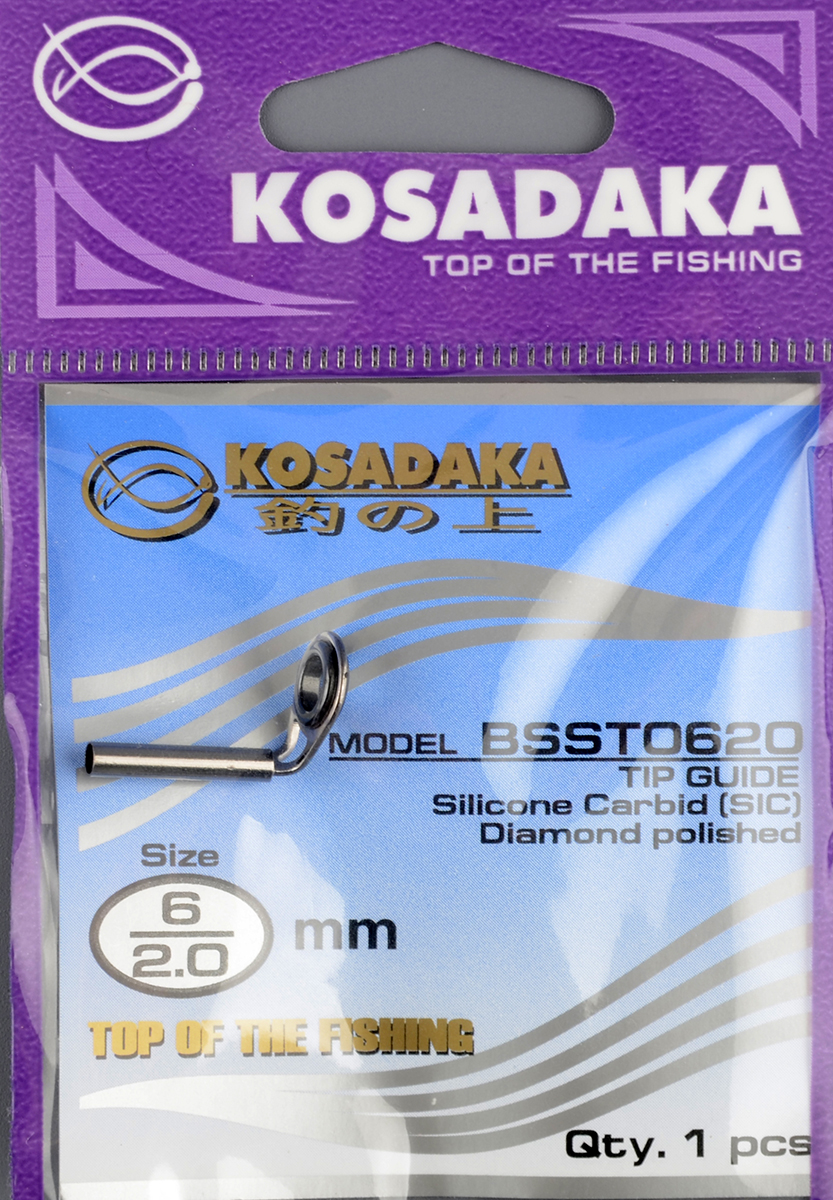 KOSADAKA
TOP OF THE FISHING
KOSADAKA
釣の上
MODEL BSST0620
TIP GUIDE
Silicone Carbid (SIC)
Diamond polished
Size
6
2.0
mm
TOP OF THE FISHING
Qty. 1 pcs